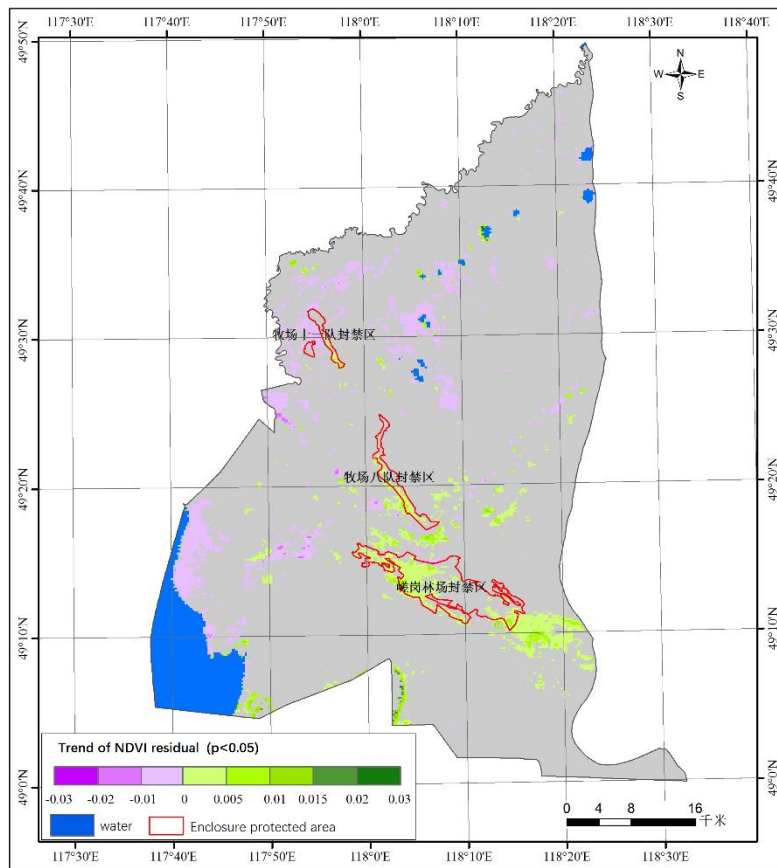 117°30'E 117°40'E 117°50'E 118°0'E 118°10'E 118°20'E 118°30'E 118°40'E
49°50'N
49°50'N
N
W E
S
49°40'N
49°40'N
49°30'N
49°30'N
牧场十一队封禁区
49°20'N
49°20'N
牧场八队封禁区
嵯岗林场封禁区
49°10'N
49°10'N
49°0'N
49°0'N
Trend of NDVI residual (p<0.05)
-0.03 -0.02 -0.01 0 0.005 0.01 0.015 0.02 0.03
water Enclosure protected area
0 4 8 16
千米
117°30'E 117°40'E 117°50'E 118°0'E 118°10'E 118°20'E 118°30'E